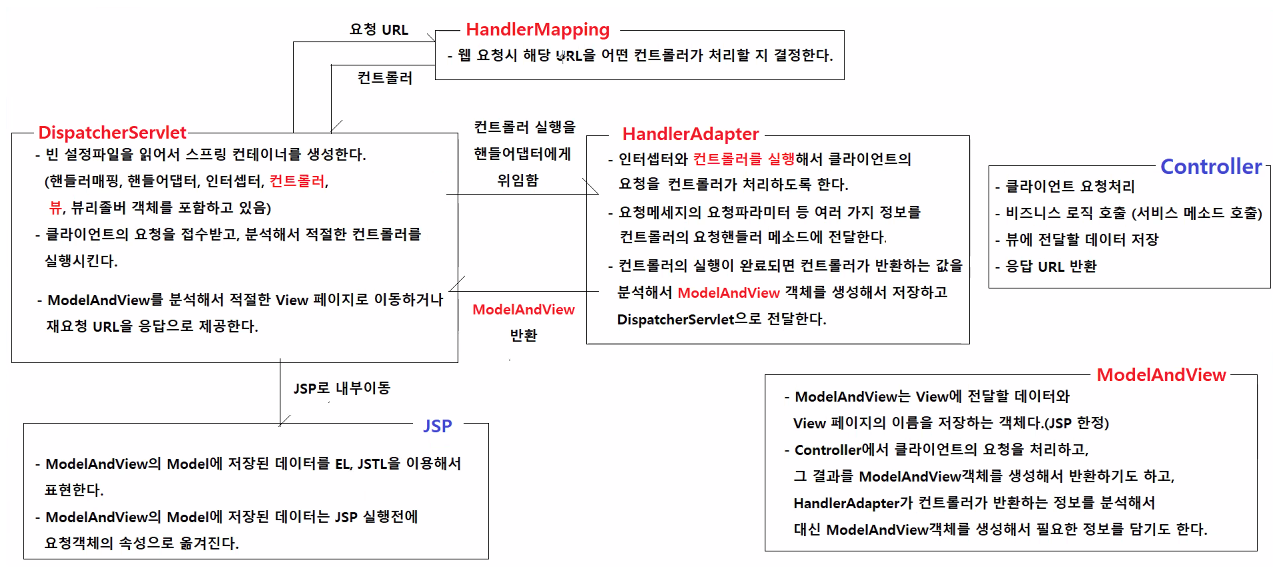 요청 URL
HandlerMapping
- 웹 요청시 해당 URL을 어떤 컨트롤러가 처리할 지 결정한다.
컨트롤러
DispatcherServlet
- 빈 설정파일을 읽어서 스프링 컨테이너를 생성한다.
(핸들러매핑, 핸들어댑터, 인터셉터, 컨트롤러,
뷰, 뷰리졸버 객체를 포함하고 있음)
- 클라이언트의 요청을 접수받고, 분석해서 적절한 컨트롤러를
실행시킨다.
- ModelAndView를 분석해서 적절한 View 페이지로 이동하거나
재요청 URL을 응답으로 제공한다.
컨트롤러 실행을
핸들어댑터에게
위임함
ModelAndView
반환
HandlerAdapter
- 인터셉터와 컨트롤러를 실행해서 클라이언트의
요청을 컨트롤러가 처리하도록 한다.
- 요청메세지의 요청파라미터 등 여러 가지 정보를
컨트롤러의 요청핸들러 메소드에 전달한다.
- 컨트롤러의 실행이 완료되면 컨트롤러가 반환하는 값을
분석해서 ModelAndView 객체를 생성해서 저장하고
DispatcherServlet으로 전달한다.
Controller
- 클라이언트 요청처리
- 비즈니스 로직 호출 (서비스 메소드 호출)
- 뷰에 전달할 데이터 저장
- 응답 URL 반환
JSP로 내부이동
JSP
- ModelAndView의 Model에 저장된 데이터를 EL, JSTL을 이용해서
표현한다.
- ModelAndView의 Model에 저장된 데이터는 JSP 실행전에
요청객체의 속성으로 옮겨진다.
ModelAndView
- ModelAndView는 View에 전달할 데이터와
View 페이지의 이름을 저장하는 객체다.(JSP 한정)
- Controller에서 클라이언트의 요청을 처리하고,
그 결과를 ModelAndView객체를 생성해서 반환하기도 하고,
HandlerAdapter가 컨트롤러가 반환하는 정보를 분석해서
대신 ModelAndView객체를 생성해서 필요한 정보를 담기도 한다.